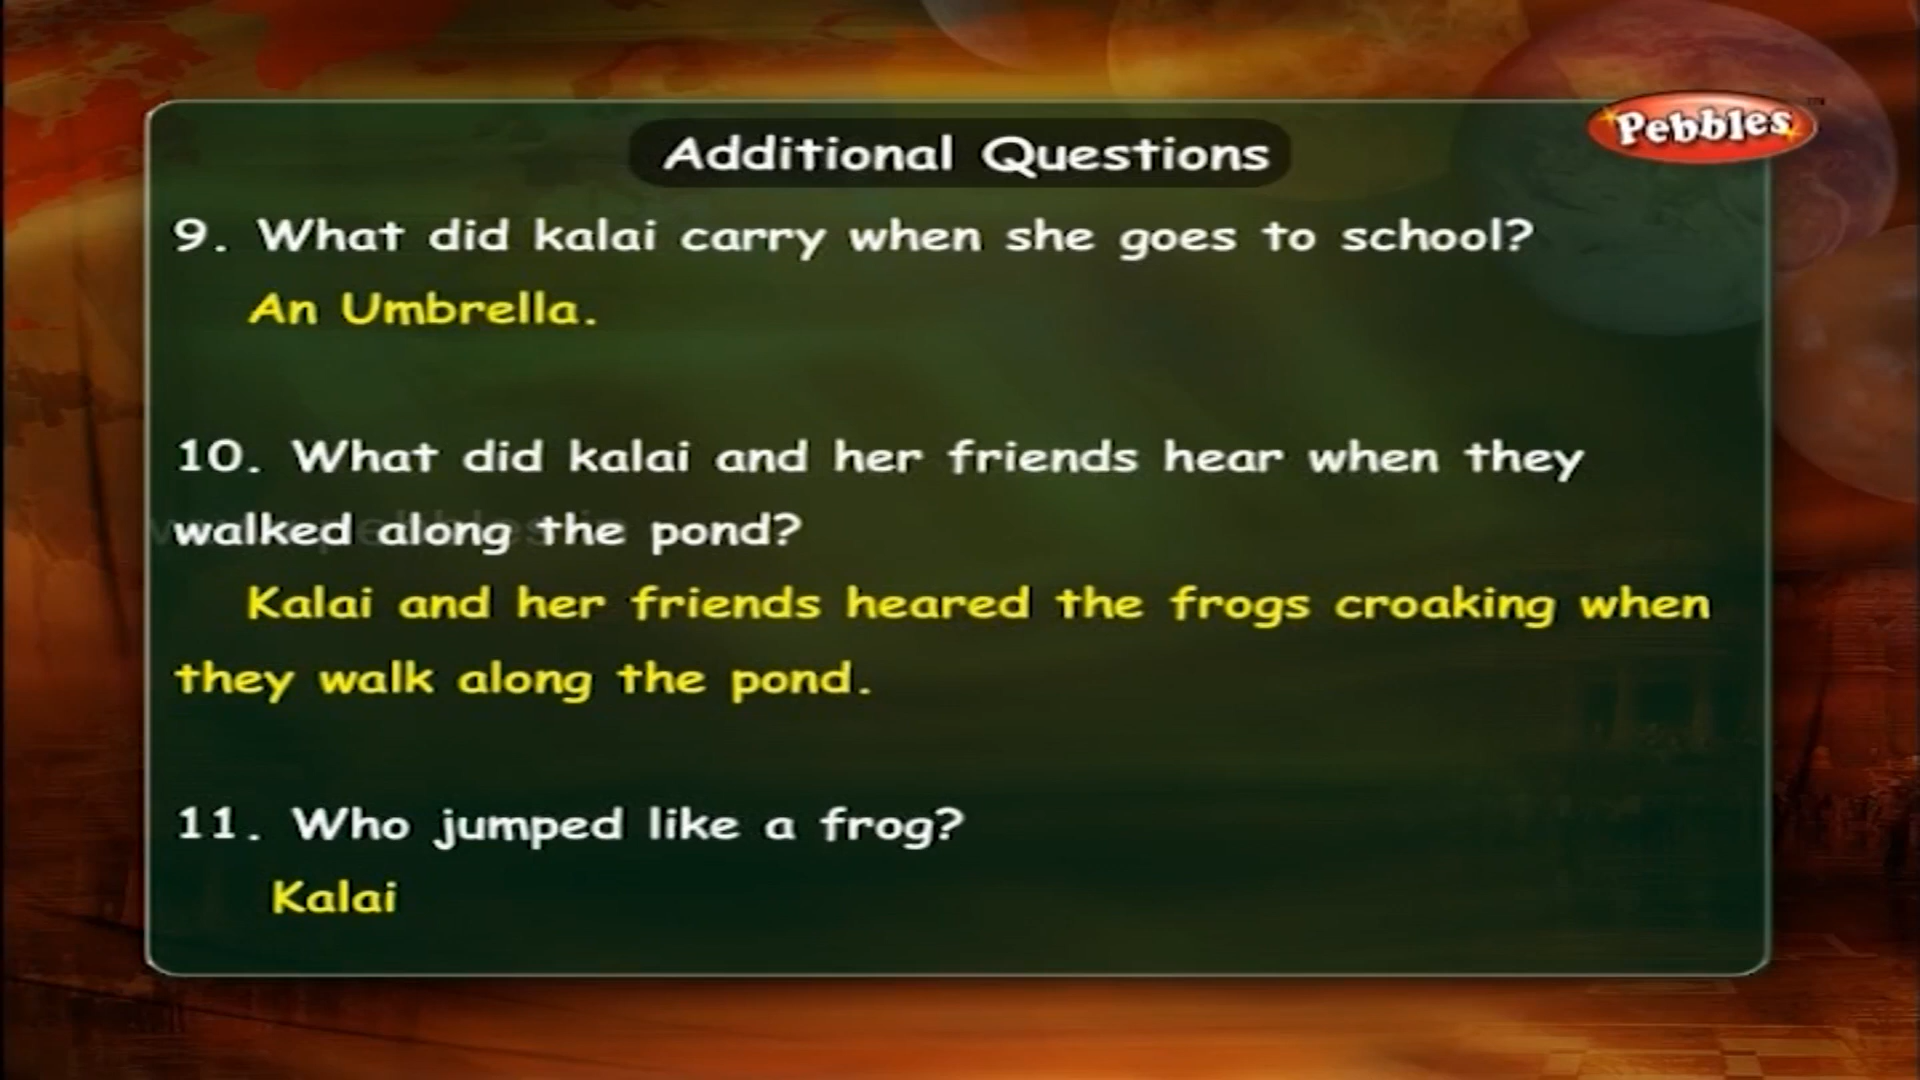 Pebbles™
Additional Questions
9. What did kalai carry when she goes to school?
An Umbrella.
10. What did kalai and her friends hear when they
walked along the pond?
Kalai and her friends heared the frogs croaking when
they walk along the pond.
11. Who jumped like a frog?
Kalai